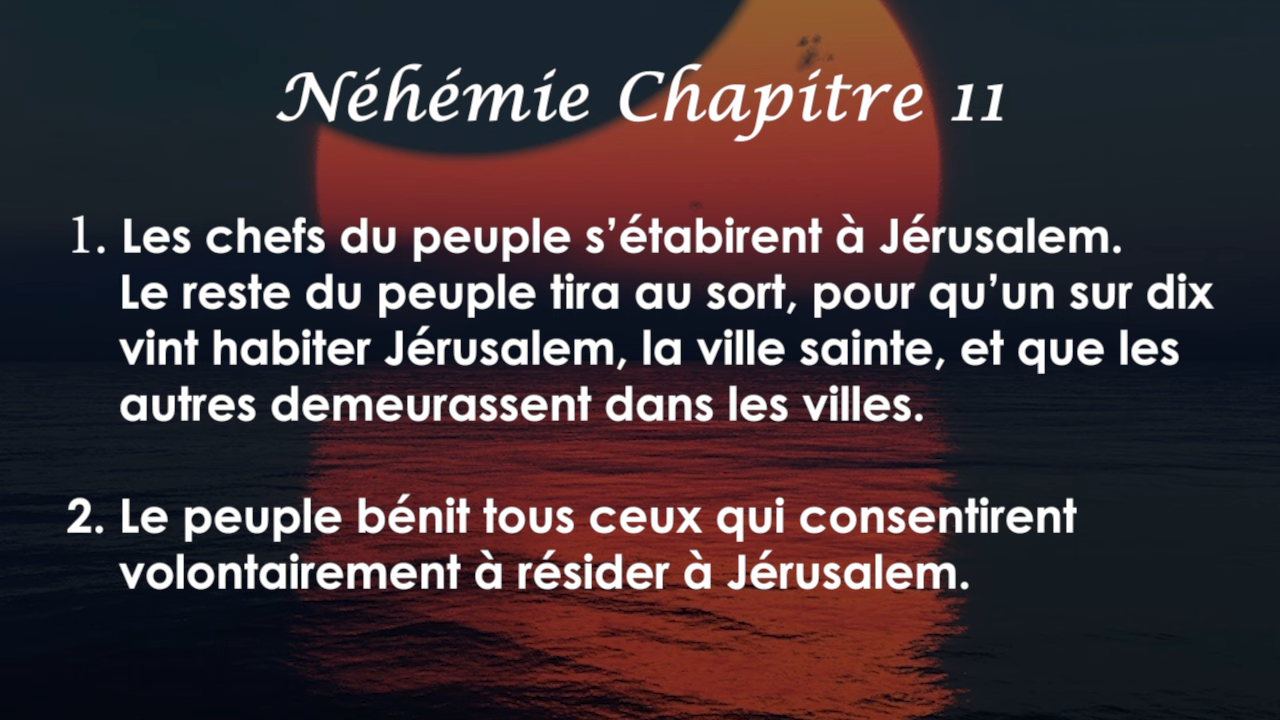 Néhémie Chapitre 11
1. Les chefs du peuple s’étabirent à Jérusalem.
Le reste du peuple tira au sort, pour qu’un sur dix
vint habiter Jérusalem, la ville sainte, et que les
autres demeurassent dans les villes.
2. Le peuple bénit tous ceux qui consentirent
volontairement à résider à Jérusalem.